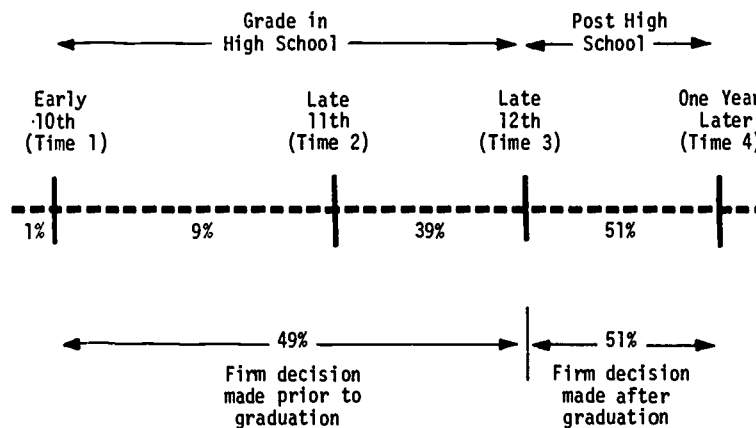 Grade in
High School
Post High
School
Early
10th
(Time 1)
Late
11th
(Time 2)
Late
12th
(Time 3)
One Year
Later
(Time 4)
1%
9%
39%
51%
49%
Firm decision
made prior to
graduation
51%
Firm decision
made after
graduation